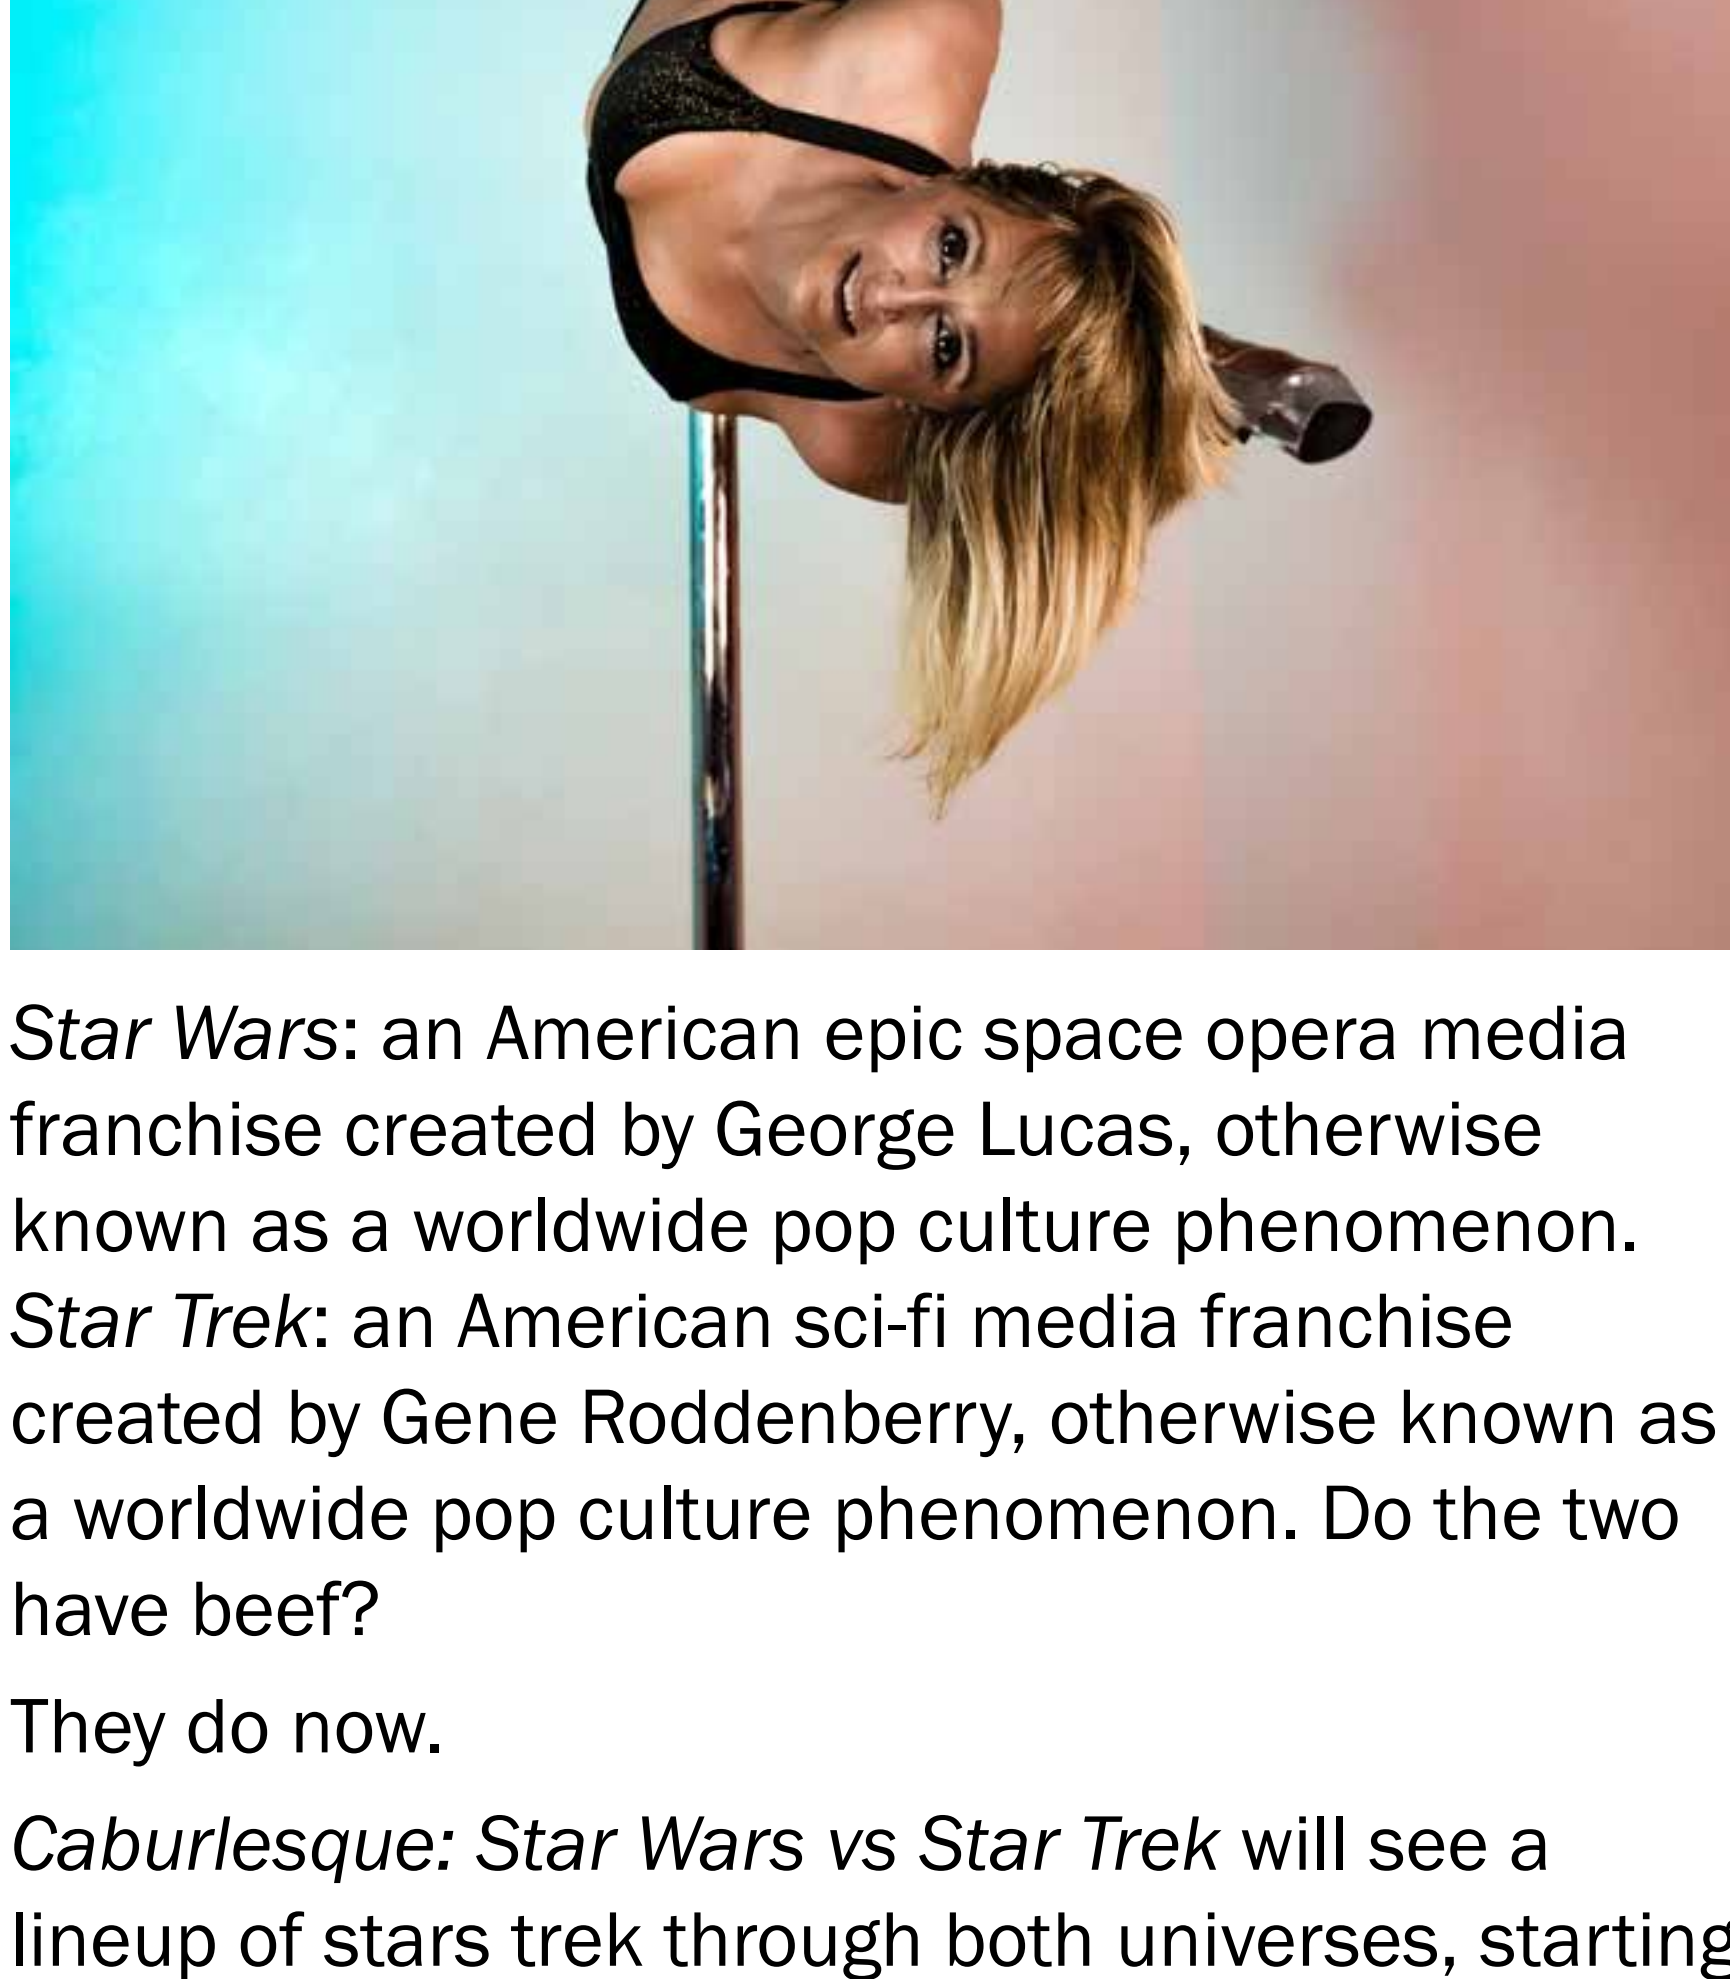 Star Wars: an American epic space opera media
franchise created by George Lucas, otherwise
known as a worldwide pop culture phenomenon.
Star Trek: an American sci-fi media franchise
created by Gene Roddenberry, otherwise known as
a worldwide pop culture phenomenon. Do the two
have beef?
They do now.
Caburlesque: Star Wars vs Star Trek will see a
lineup of stars trek through both universes, starting